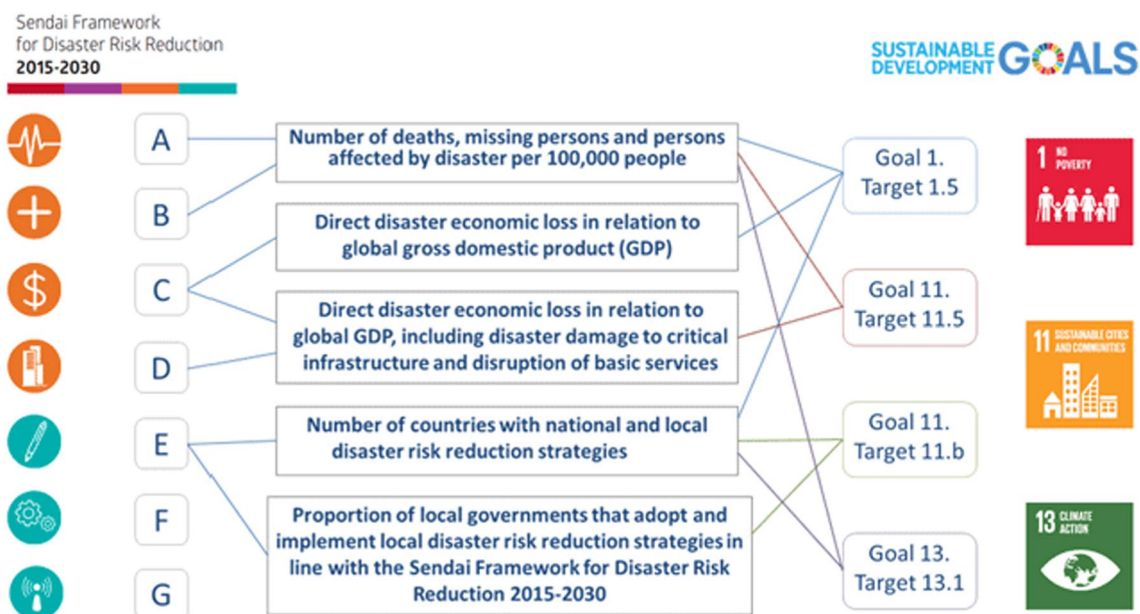 Sendai Framework
for Disaster Risk Reduction
2015-2030
SUSTAINABLE
DEVELOPMENT
GOALS
A
Number of deaths, missing persons and persons
affected by disaster per 100,000 people
Goal 1.
Target 1.5
1 NO
POVERTY
B
Direct disaster economic loss in relation to
global gross domestic product (GDP)
$
C
Direct disaster economic loss in relation to
global GDP, including disaster damage to critical
infrastructure and disruption of basic services
Goal 11.
Target 11.5
11 SUSTAINABLE CITIES
AND COMMUNITIES
D
E
Number of countries with national and local
disaster risk reduction strategies
Goal 11.
Target 11.b
F
Proportion of local governments that adopt and
implement local disaster risk reduction strategies in
line with the Sendai Framework for Disaster Risk
Reduction 2015-2030
Goal 13.
Target 13.1
13 CLIMATE
ACTION
G